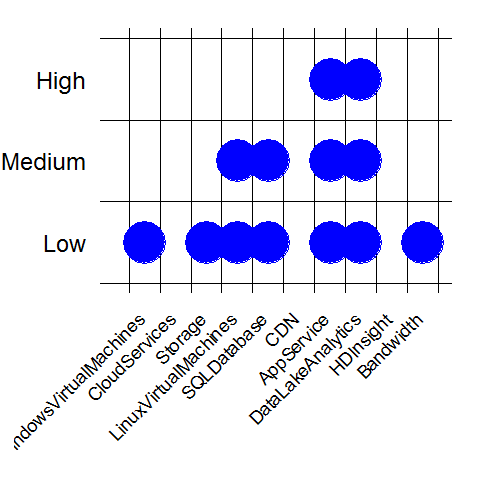 High
Medium
Low
ndowsVirtualMachines
CloudServices
Storage
LinuxVirtualMachines
SQLDatabase
CDN
AppService
DataLakeAnalytics
HDInsight
Bandwidth